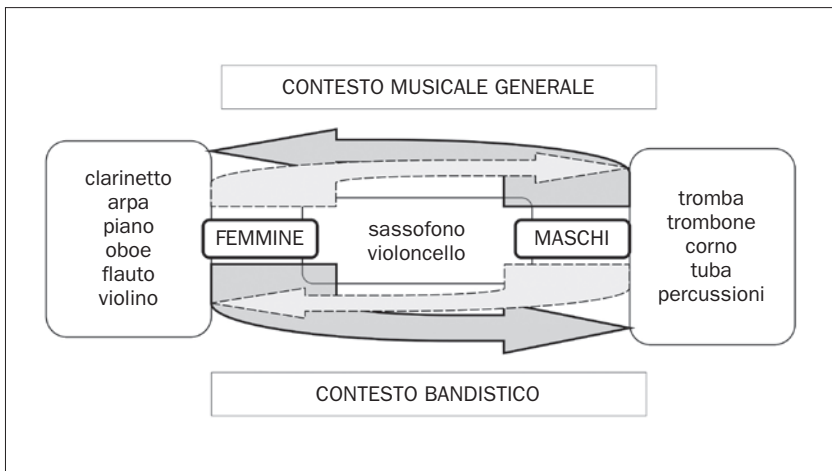 CONTESTO MUSICALE GENERALE
clarinetto
arpa
piano
oboe
flauto
violino
FEMMINE
sassofono
violoncello
MASCHI
tromba
trombone
corno
tuba
percussioni
CONTESTO BANDISTICO